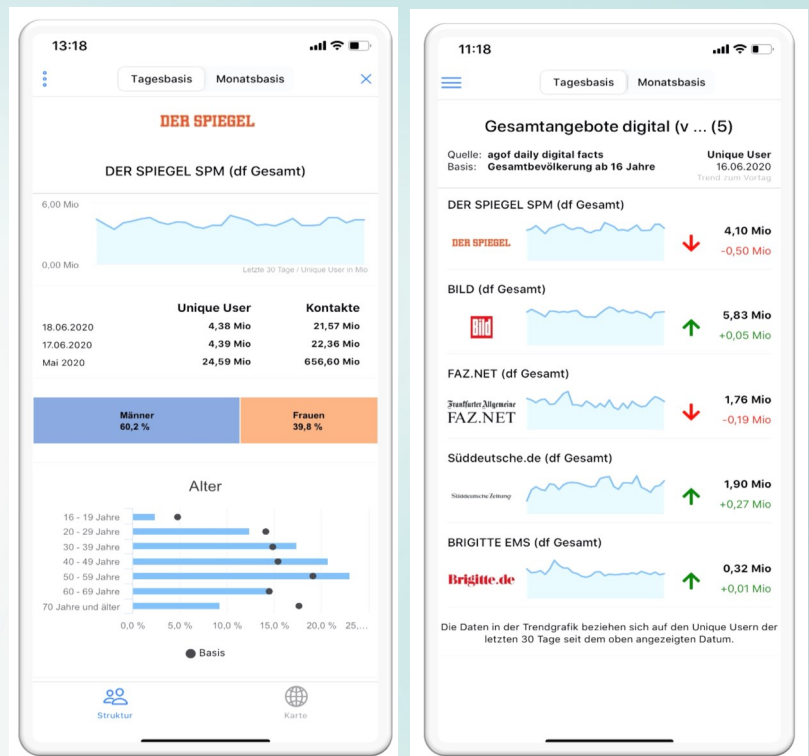 13:18
Tagesbasis Monatsbasis
DER SPIEGEL
DER SPIEGEL SPM (df Gesamt)
6,00 Mio
0,00 Mio
Letzte 30 Tage / Unique User in Mio
Unique User Kontakte
18.06.2020 4,38 Mio 21,57 Mio
17.06.2020 4,39 Mio 22,36 Mio
Mai 2020 24,59 Mio 656,60 Mio
Männer Frauen
60,2 % 39,8 %
Alter
16 - 19 Jahre
20 - 29 Jahre
30 - 39 Jahre
40 - 49 Jahre
50 - 59 Jahre
60 - 69 Jahre
70 Jahre und älter
0,0 % 5,0 % 10,0 % 15,0 % 20,0 % 25,...
Basis
Struktur Karte
11:18
Tagesbasis Monatsbasis
Gesamtangebote digital (v ... (5)
Quelle: agof daily digital facts Unique User
Basis: Gesamtbevölkerung ab 16 Jahre 16.06.2020
Trend zum Vortag
DER SPIEGEL SPM (df Gesamt)
DER SPIEGEL 4,10 Mio
-0,50 Mio
BILD (df Gesamt)
Bild 5,83 Mio
+0,05 Mio
FAZ.NET (df Gesamt)
Frankfurter Allgemeine 1,76 Mio
FAZ.NET -0,19 Mio
Süddeutsche.de (df Gesamt)
Süddeutsche Zeitung 1,90 Mio
+0,27 Mio
BRIGITTE EMS (df Gesamt)
Brigitte.de 0,32 Mio
+0,01 Mio
Die Daten in der Trendgrafik beziehen sich auf den Unique Usern der
letzten 30 Tage seit dem oben angezeigten Datum.